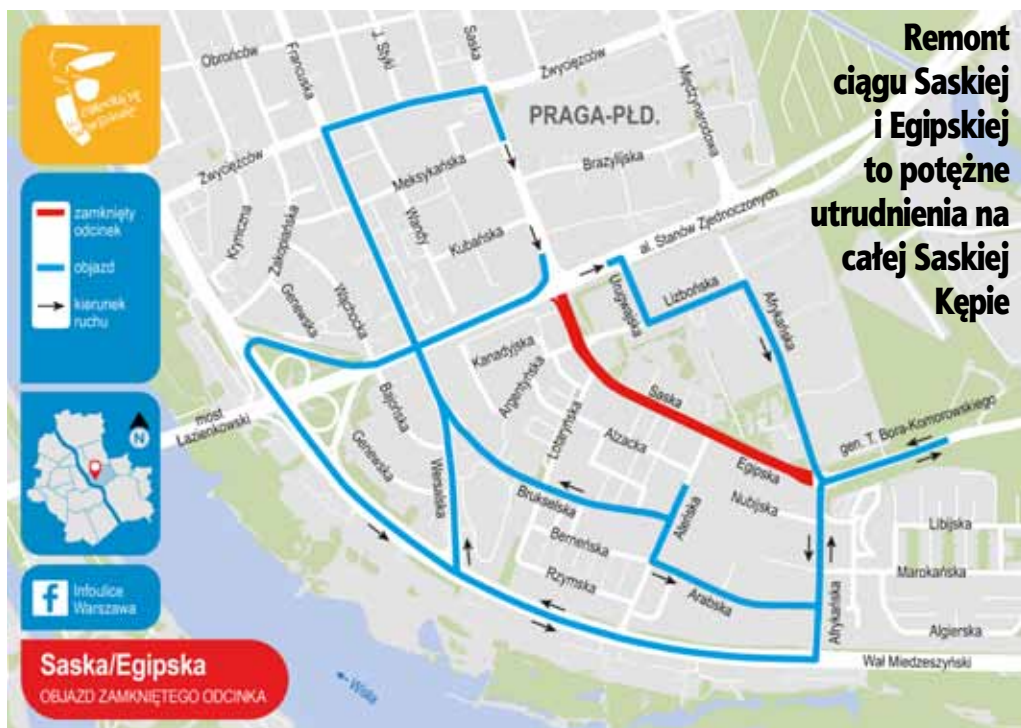 Remont
ciągu Saskiej
i Egipskiej
to potężne
utrudnienia na
całej Saskiej
Kępie
zamknięty
odcinek
objazd
kierunek
ruchu
N
Infoulice
Warszawa
Saska/Egipska
OBJAZD ZAMKNIĘTEGO ODCINKA
Obrońców
Francuska
J. Styki
Saska
Zwycięzców
Międzynarodowa
PRAGA-PŁD.
Zwycięzców
Meksykańska
Brazylijska
Kryniczna
Zakopiańska
Wandy
Kubańska
al. Stanów Zjednoczonych
Genewska
Wąchocka
Urugwajska
Lizbońska
Afrykańska
Kanadyjska
Argentyńska
Saska
most
Łazienkowski
Bajońska
Lotaryńska
Alzacka
gen. T. Bora-Komorowskiego
Genewska
Wersalska
Egipska
Brukselska
Ateńska
Nubijska
Libijska
Berneńska
Marokańska
Rzymska
Arabska
Afrykańska
Algierska
Wał Miedzeszyński
Wisła